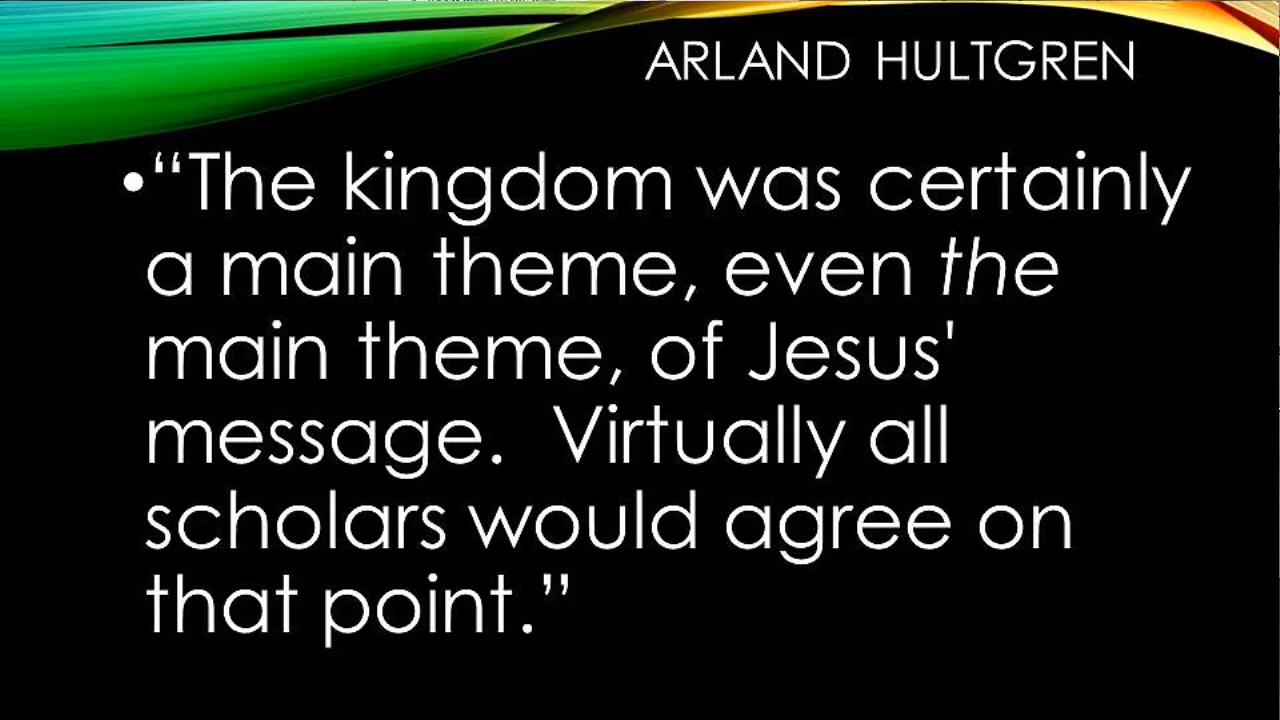 ARLAND HULTGREN
•“The kingdom was certainly
a main theme, even the
main theme, of Jesus'
message.  Virtually all
scholars would agree on
that point.”